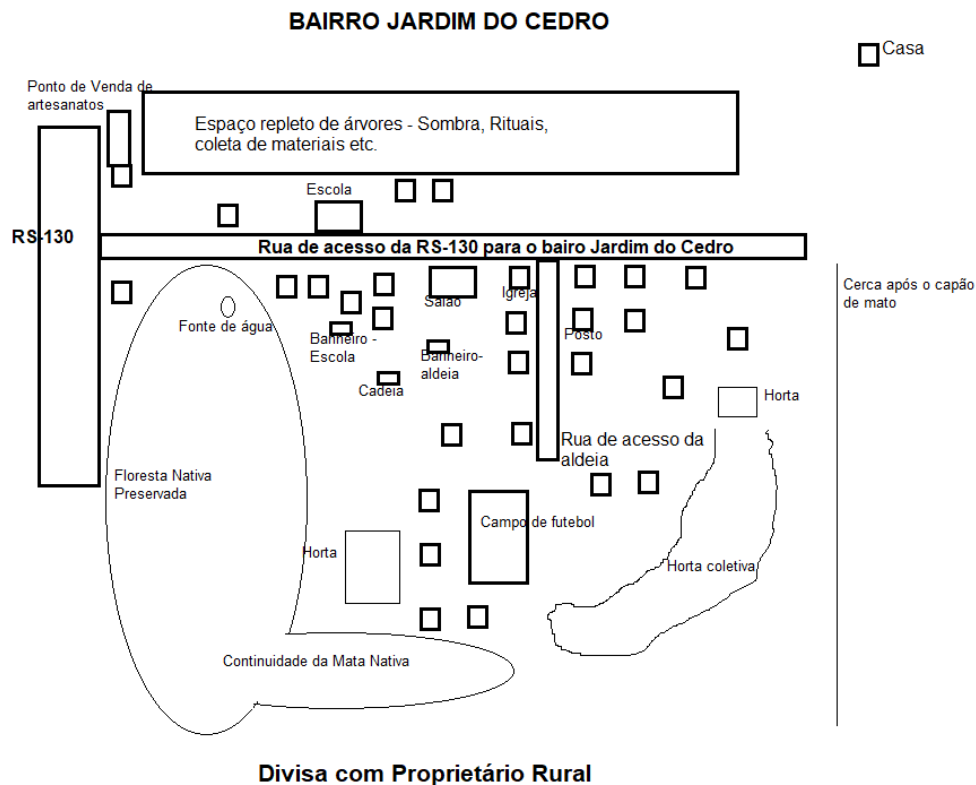 BAIRRO JARDIM DO CEDRO
Casa
Ponto de Venda de
artesanatos
Espaço repleto de árvores - Sombra, Rituais,
coleta de materiais etc.
Escola
RS-130
Rua de acesso da RS-130 para o bairo Jardim do Cedro
Cerca após o capão
de mato
Salão
Igreja
Fonte de água
Banheiro -
Escola
Banheiro-
aldeia
Posto
Cadeia
Horta
Rua de acesso da
aldeia
Floresta Nativa
Preservada
Campo de futebol
Horta
Horta coletiva
Continuidade da Mata Nativa
Divisa com Proprietário Rural